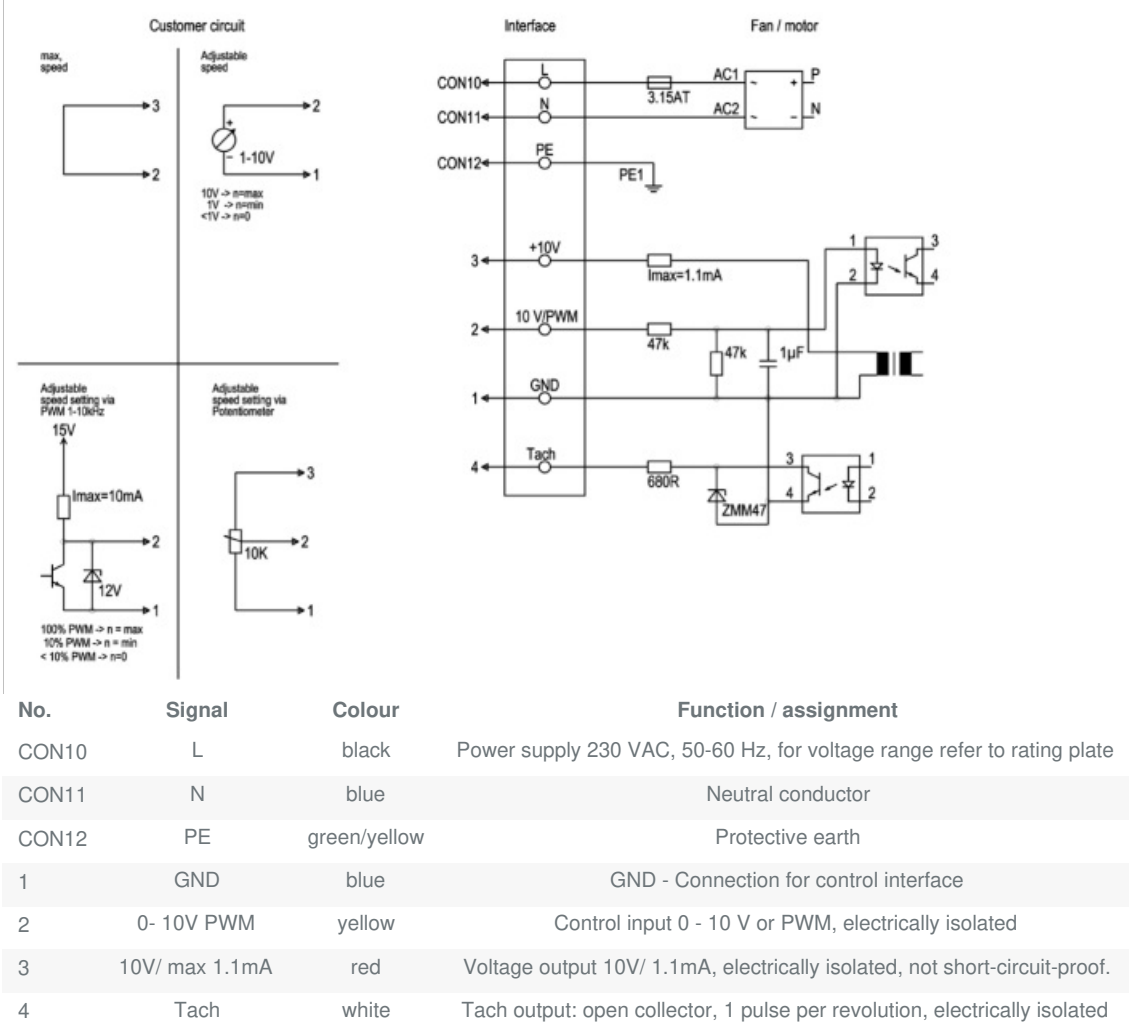 Customer circuit
Interface
Fan / motor
max,
speed
3
2
Adjustable
speed
2
+
1-10V
−
1
10V -> n=max
1V -> n=min
<1V -> n=0
Adjustable
speed setting via
PWM 1-10kHz
15V
Imax=10mA
2
12V
1
100% PWM -> n = max
10% PWM -> n = min
< 10% PWM -> n=0
Adjustable
speed setting via
Potentiometer
3
2
10K
1
CON10
L
3.15AT
AC1
~
+
P
CON11
N
AC2
~
−
N
CON12
PE
PE1
3
+10V
Imax=1.1mA
1
3
2
4
2
10 V/PWM
47k
47k
1µF
1
GND
4
Tach
680R
ZMM47
3
1
4
2
No. Signal Colour Function / assignment
CON10 L black Power supply 230 VAC, 50-60 Hz, for voltage range refer to rating plate
CON11 N blue Neutral conductor
CON12 PE green/yellow Protective earth
1 GND blue GND - Connection for control interface
2 0- 10V PWM yellow Control input 0 - 10 V or PWM, electrically isolated
3 10V/ max 1.1mA red Voltage output 10V/ 1.1mA, electrically isolated, not short-circuit-proof.
4 Tach white Tach output: open collector, 1 pulse per revolution, electrically isolated